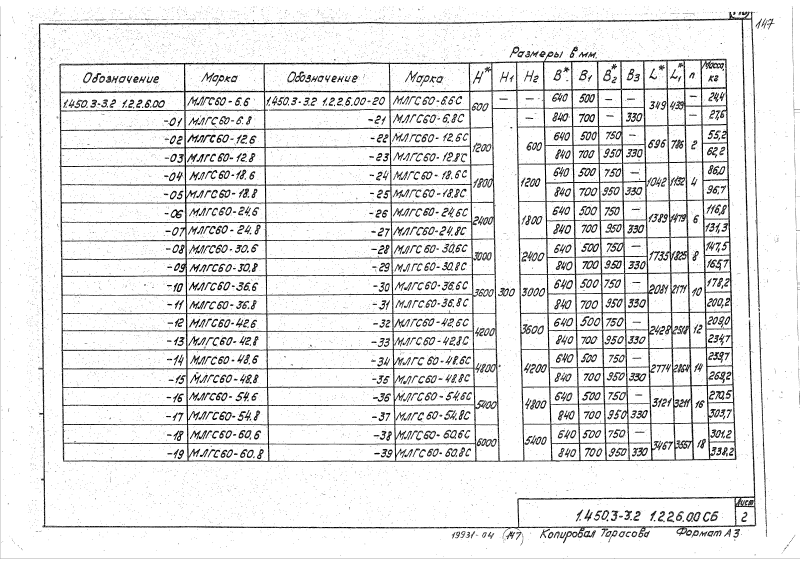 147
Размеры в мм.
Обозначение Марка Обозначение Марка H* H1 H2 B* B1 B2* B3 L* L1* n Масса, кг
1.450.3-3.2 1.2.2.6.00 МЛГС60-6.6 1.450.3-3.2 1.2.2.6.00-20 МЛГС60-6.6С 600 — — 640 500 — — 349 439 — 24,4
-01 МЛГС60-6.8 -21 МЛГС60-6.8С 840 700 — 330 27,6
-02 МЛГС60-12.6 -22 МЛГС60-12.6С 1200 300 600 640 500 750 — 696 786 2 55,2
-03 МЛГС60-12.8 -23 МЛГС60-12.8С 840 700 950 330 62,2
-04 МЛГС60-18.6 -24 МЛГС60-18.6С 1800 1200 640 500 750 — 1042 1132 4 86,0
-05 МЛГС60-18.8 -25 МЛГС60-18.8С 840 700 950 330 96,7
-06 МЛГС60-24.6 -26 МЛГС60-24.6С 2400 1800 640 500 750 — 1389 1479 6 116,8
-07 МЛГС60-24.8 -27 МЛГС60-24.8С 840 700 950 330 131,3
-08 МЛГС60-30.6 -28 МЛГС60-30.6С 3000 2400 640 500 750 — 1735 1825 8 147,5
-09 МЛГС60-30.8 -29 МЛГС60-30.8С 840 700 950 330 165,7
-10 МЛГС60-36.6 -30 МЛГС60-36.6С 3600 3000 640 500 750 — 2081 2171 10 178,2
-11 МЛГС60-36.8 -31 МЛГС60-36.8С 840 700 950 330 200,2
-12 МЛГС60-42.6 -32 МЛГС60-42.6С 4200 3600 640 500 750 — 2428 2518 12 209,0
-13 МЛГС60-42.8 -33 МЛГС60-42.8С 840 700 950 330 234,7
-14 МЛГС60-48.6 -34 МЛГС60-48.6С 4800 4200 640 500 750 — 2774 2864 14 239,7
-15 МЛГС60-48.8 -35 МЛГС60-48.8С 840 700 950 330 269,2
-16 МЛГС60-54.6 -36 МЛГС60-54.6С 5400 4800 640 500 750 — 3121 3211 16 270,5
-17 МЛГС60-54.8 -37 МЛГС60-54.8С 840 700 950 330 303,7
-18 МЛГС60-60.6 -38 МЛГС60-60.6С 6000 5400 640 500 750 — 3467 3557 18 301,2
-19 МЛГС60-60.8 -39 МЛГС60-60.8С 840 700 950 330 338,2
1.450.3-3.2 1.2.2.6.00 СБ
Лист
2
19931-04 (147) Копировал Тарасова Формат А3